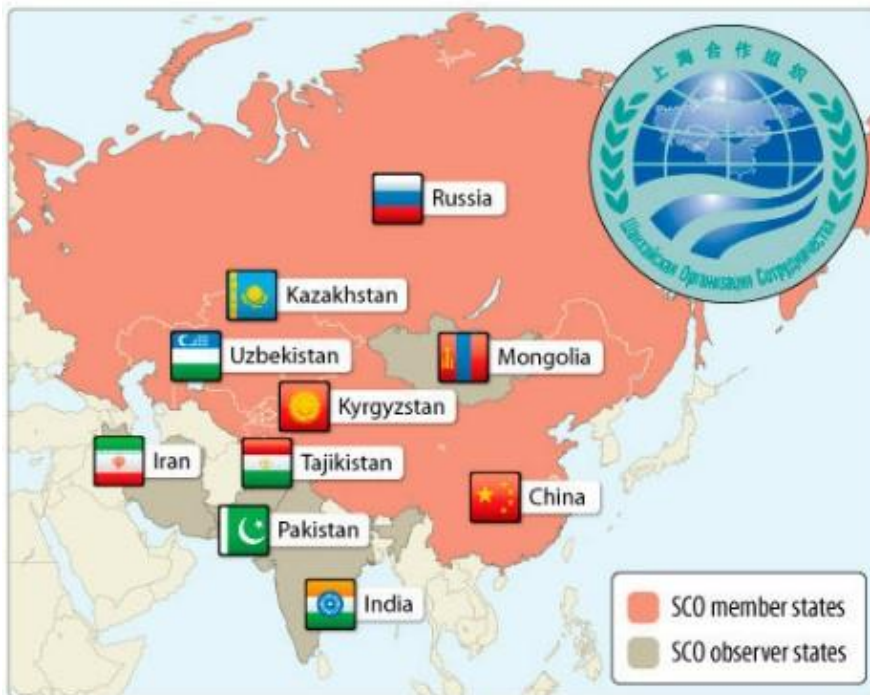 上海合作组织
Шанхайская Организация Сотрудничества
Russia
Kazakhstan
Uzbekistan
Mongolia
Kyrgyzstan
Iran
Tajikistan
China
Pakistan
India
SCO member states
SCO observer states